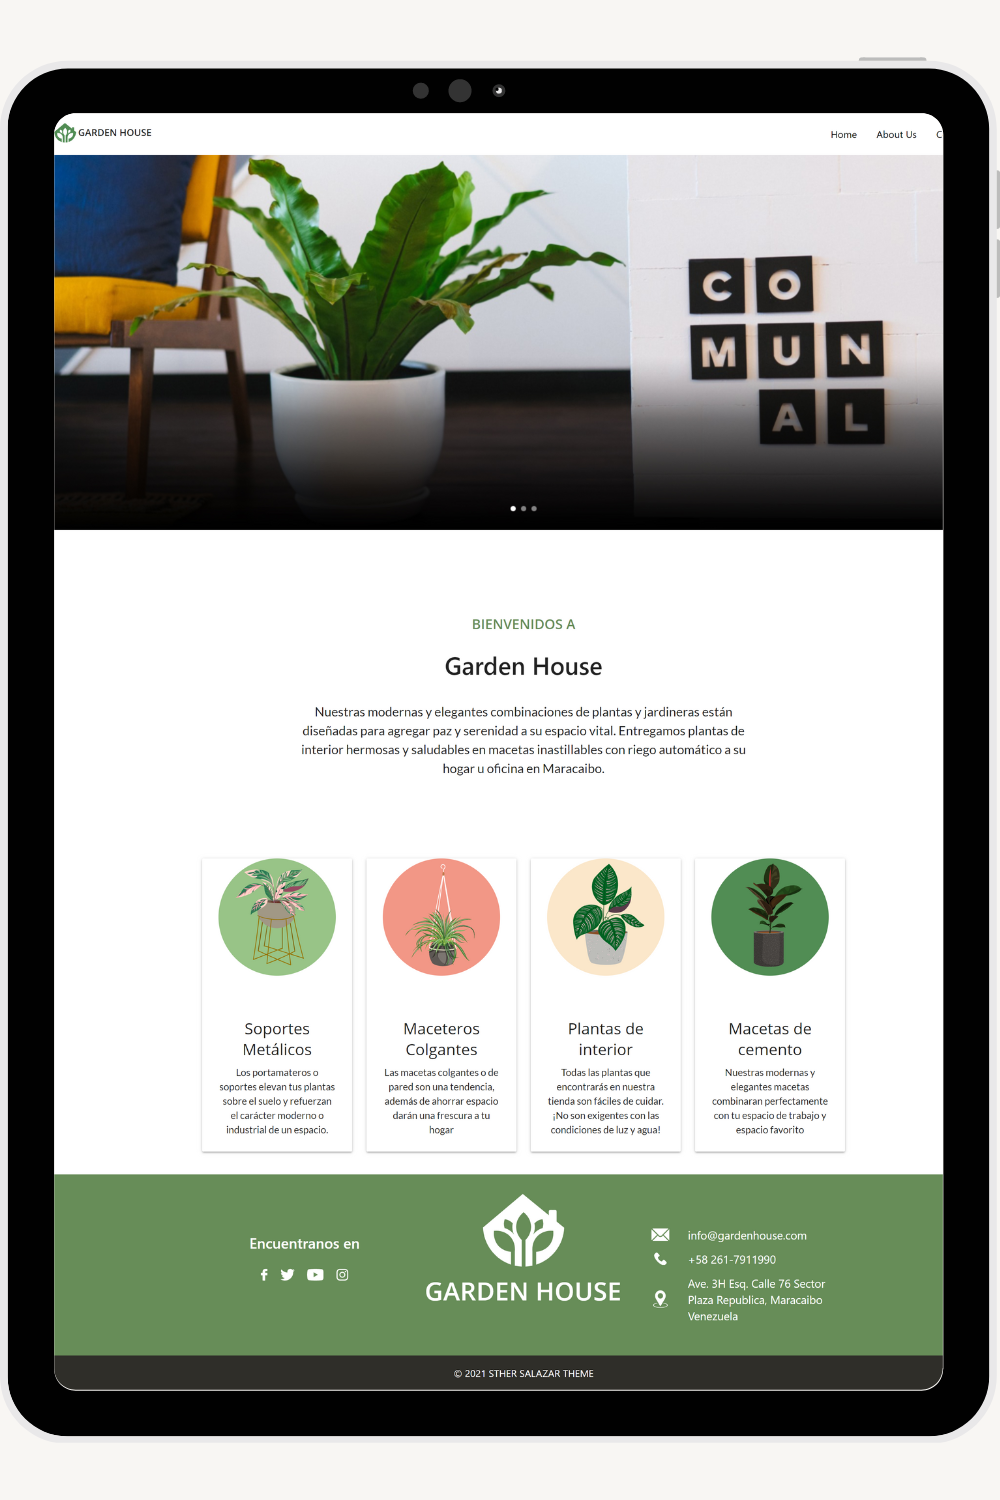 GARDEN HOUSE
Home About Us C
C O
M U N
A L
BIENVENIDOS A
Garden House
Nuestras modernas y elegantes combinaciones de plantas y jardineras están
diseñadas para agregar paz y serenidad a su espacio vital. Entregamos plantas de
interior hermosas y saludables en macetas inastillables con riego automático a su
hogar u oficina en Maracaibo.
Soportes
Metálicos
Los portamateros o
soportes elevan tus plantas
sobre el suelo y refuerzan
el carácter moderno o
industrial de un espacio.
Maceteros
Colgantes
Las macetas colgantes o de
pared son una tendencia,
además de ahorrar espacio
darán una frescura a tu
hogar
Plantas de
interior
Todas las plantas que
encontrarás en nuestra
tienda son fáciles de cuidar.
¡No son exigentes con las
condiciones de luz y agua!
Macetas de
cemento
Nuestras modernas y
elegantes macetas
combinaran perfectamente
con tu espacio de trabajo y
espacio favorito
Encuentranos en
GARDEN HOUSE
info@gardenhouse.com
+58 261-7911990
Ave. 3H Esq. Calle 76 Sector
Plaza Republica, Maracaibo
Venezuela
© 2021 STHER SALAZAR THEME